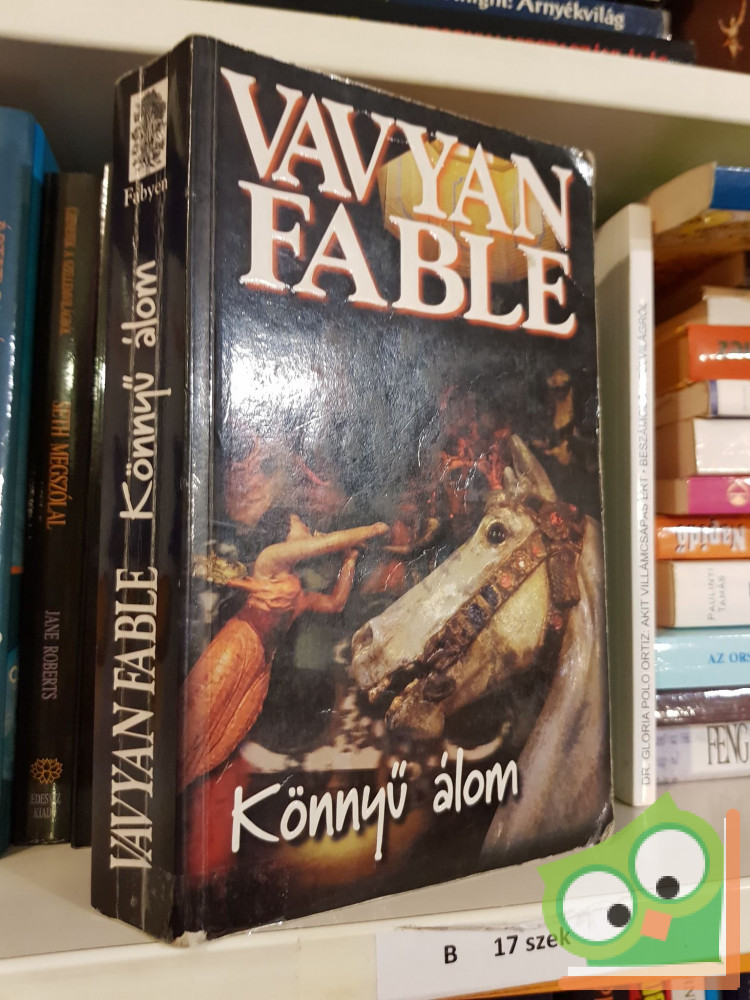 Árnyékvilág
VAVYAN
FABLE
Könnyű álom
Fabyen
VAVYAN FABLE Könnyű álom
SETH MEGSZÓLAL
JANE ROBERTS
DR. GLORIA POLO ORTIZ: AKIT VILLÁMCSAPÁS ÉRT
Napidő
PAULINYI
TAMÁS
AZ ORS
FENG
B 17 szek